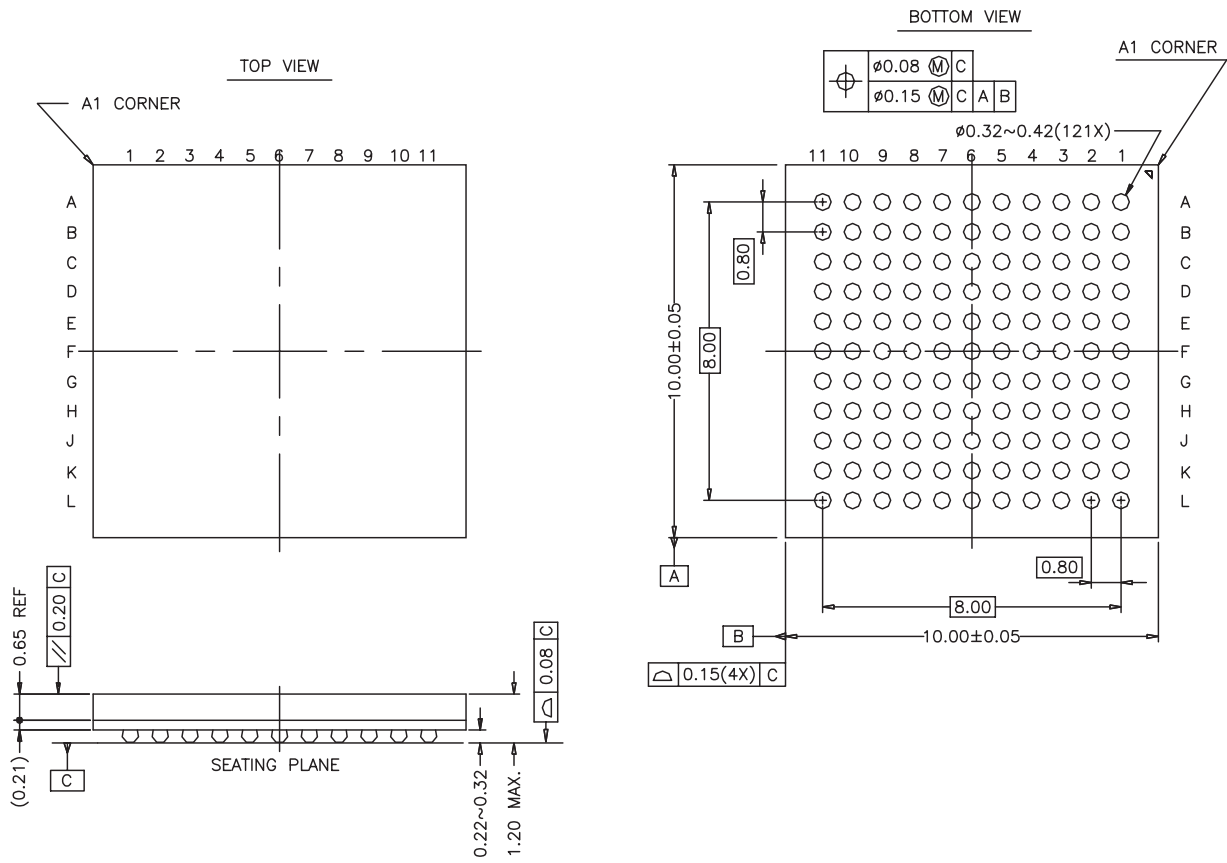 TOP VIEW
A1 CORNER
1 2 3 4 5 6 7 8 9 10 11
A
B
C
D
E
F
G
H
J
K
L
BOTTOM VIEW
A1 CORNER
⌀0.08 Ⓜ C
⌀0.15 Ⓜ C A B
⌀0.32~0.42(121X)
11 10 9 8 7 6 5 4 3 2 1
A
B
C
D
E
F
G
H
J
K
L
0.80
8.00
10.00±0.05
A
0.80
8.00
B
10.00±0.05
0.15(4X) C
0.65 REF
(0.21)
// 0.20 C
C
SEATING PLANE
0.22~0.32
1.20 MAX.
0.08 C